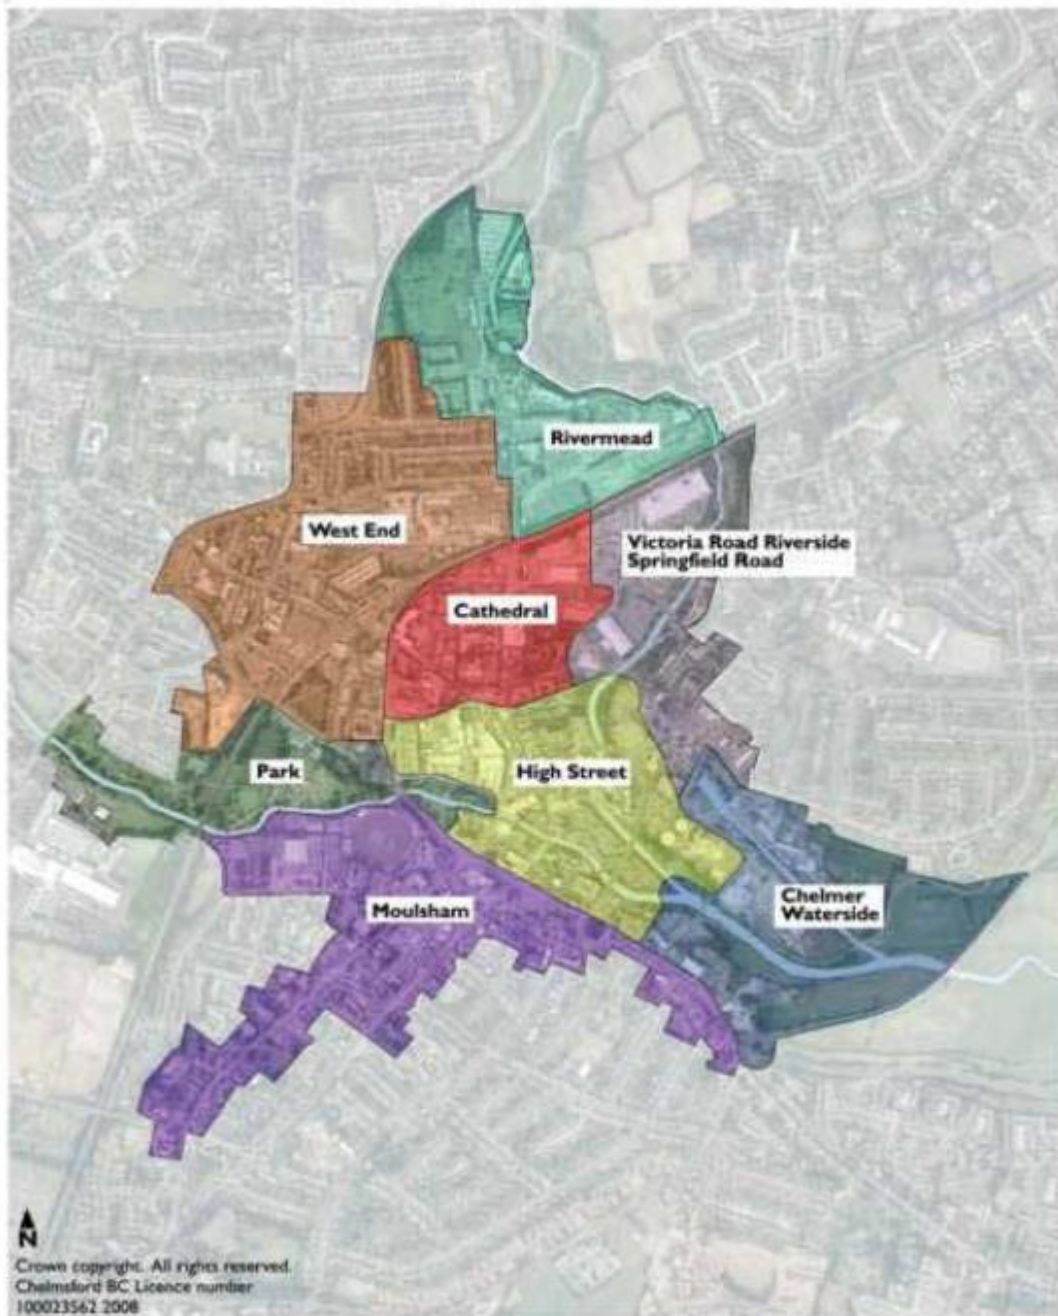 Rivermead
West End
Victoria Road Riverside
Springfield Road
Cathedral
Park
High Street
Chelmer
Waterside
Moulsham
N
Crown copyright. All rights reserved.
Chelmsford BC Licence number
100023562 2008